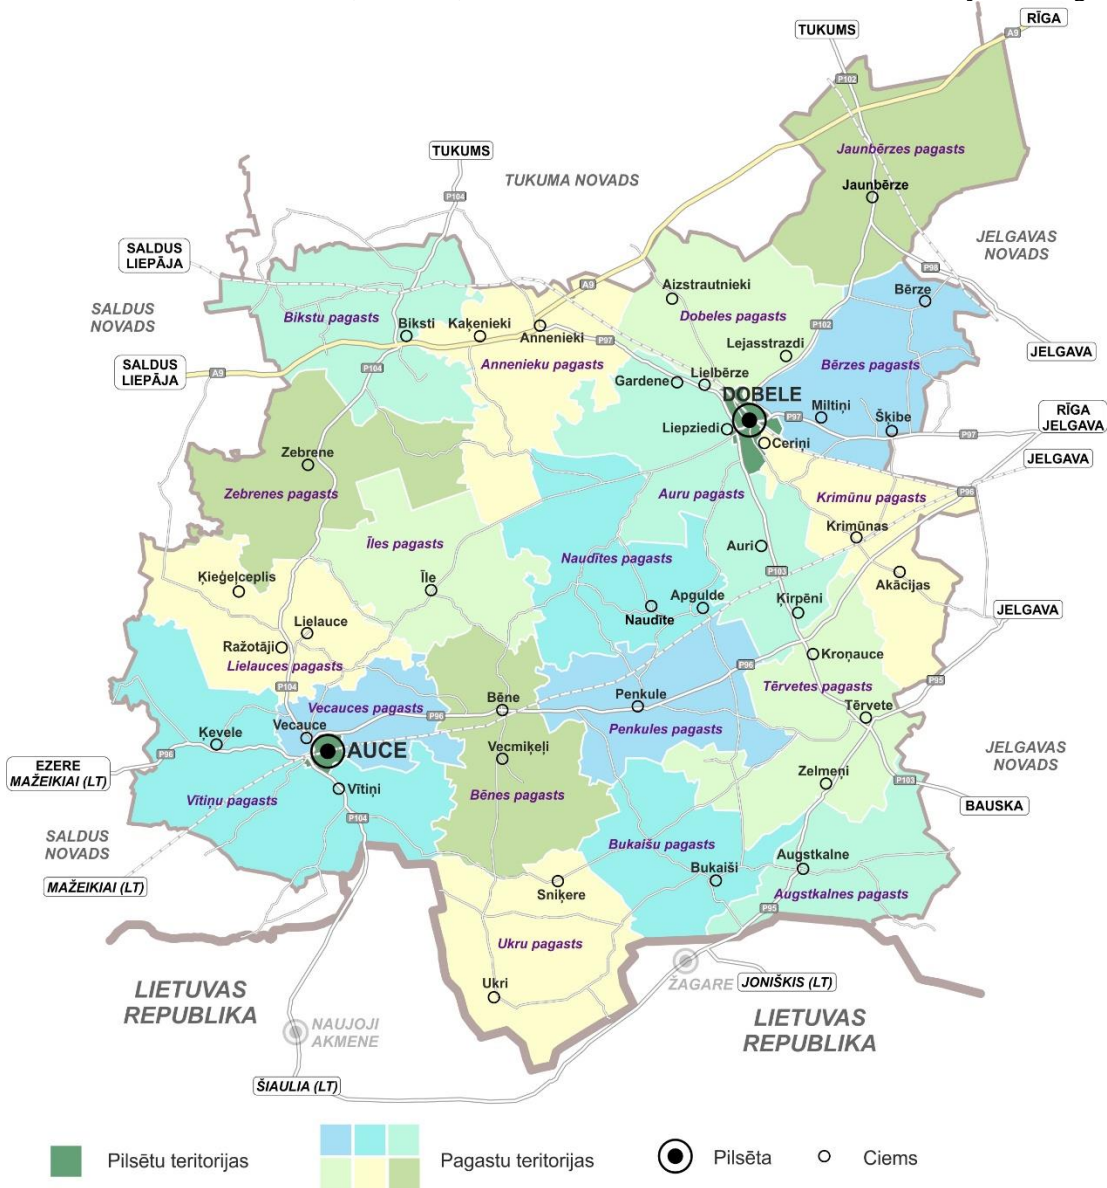 RĪGA
A9
TUKUMS
P102
Jaunbērzes pagasts
TUKUMS
TUKUMA NOVADS
Jaunbērze
P104
JELGAVAS
NOVADS
SALDUS
LIEPĀJA
P98
Aizstrautnieki
Bērze
A9
SALDUS
NOVADS
Bikstu pagasts
Dobeles pagasts
Biksti
Kaķenieki
Annenieki
P102
P97
Lejasstrazdi
JELGAVA
SALDUS
LIEPĀJA
A9
P104
Annenieku pagasts
Bērzes pagasts
Gardene
Lielbērze
DOBELE
Miltiņi
Šķibe
P97
RĪGA
JELGAVA
Liepziedi
Ceriņi
P97
Zebrene
JELGAVA
Zebrenes pagasts
Auru pagasts
Krimūnu pagasts
P96
Krimūnas
Īles pagasts
Naudītes pagasts
Auri
Ķieģeļceplis
Īle
P103
Akācijas
Apgulde
Ķirpēni
Naudīte
JELGAVA
Lielauce
Ražotāji
Lielauces pagasts
Kroņauce
P96
P104
Tērvetes pagasts
P95
Vecauces pagasts
Bēne
Penkule
Tērvete
P96
Ķevele
Vecauce
Penkules pagasts
AUCE
Vecmiķeļi
P96
JELGAVAS
NOVADS
EZERE
MAŽEIKIAI (LT)
Zelmeņi
P103
Vītiņu pagasts
Vītiņi
Bēnes pagasts
BAUSKA
P104
SALDUS
NOVADS
Bukaišu pagasts
Augstkalne
MAŽEIKIAI (LT)
Sniķere
Bukaiši
Augstkalnes pagasts
P95
Ukru pagasts
LIETUVAS
REPUBLIKA
Ukri
ŽAGARE
JONIŠKIS (LT)
NAUJOJI
AKMENE
LIETUVAS
REPUBLIKA
ŠIAULIA (LT)
Pilsētu teritorijas
Pagastu teritorijas
Pilsēta
Ciems